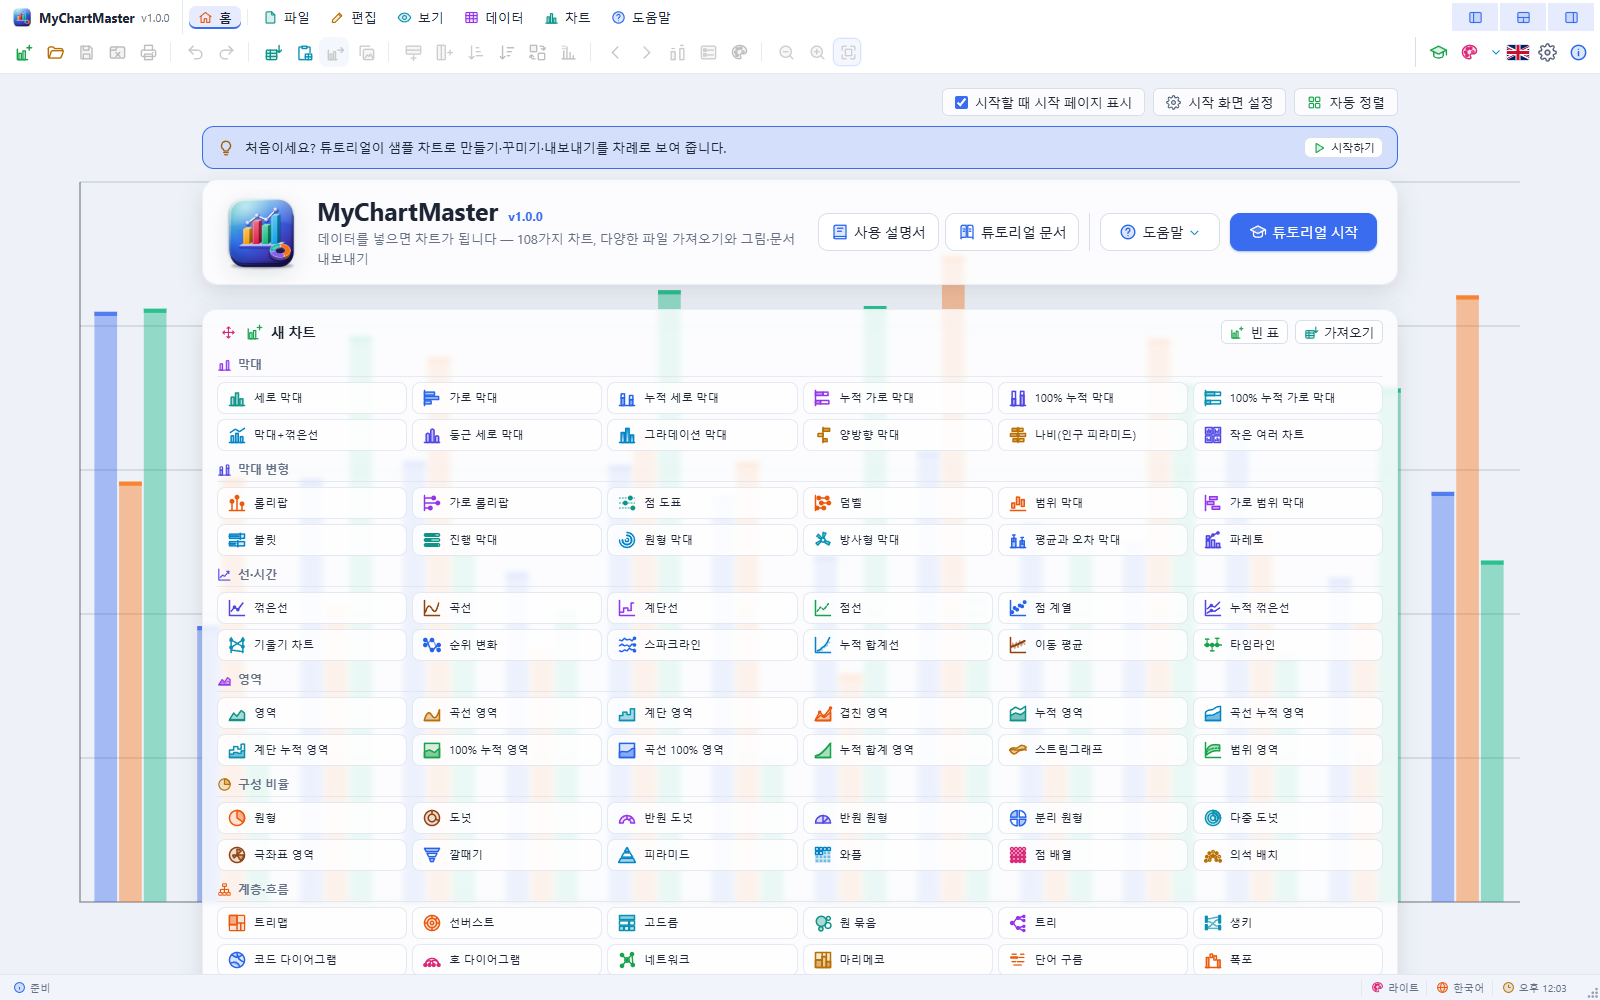 MyChartMaster v1.0.0 홈 파일 편집 보기 데이터 차트 도움말
시작할 때 시작 페이지 표시 시작 화면 설정 자동 정렬
처음이세요? 튜토리얼이 샘플 차트로 만들기·꾸미기·내보내기를 차례로 보여 줍니다. 시작하기
MyChartMaster v1.0.0
데이터를 넣으면 차트가 됩니다 — 108가지 차트, 다양한 파일 가져오기와 그림·문서
내보내기
사용 설명서 튜토리얼 문서 도움말 튜토리얼 시작
새 차트 빈 표 가져오기
막대
세로 막대 가로 막대 누적 세로 막대 누적 가로 막대 100% 누적 막대 100% 누적 가로 막대
막대+꺾은선 둥근 세로 막대 그라데이션 막대 양방향 막대 나비(인구 피라미드) 작은 여러 차트
막대 변형
롤리팝 가로 롤리팝 점 도표 덤벨 범위 막대 가로 범위 막대
불릿 진행 막대 원형 막대 방사형 막대 평균과 오차 막대 파레토
선·시간
꺾은선 곡선 계단선 점선 점 계열 누적 꺾은선
기울기 차트 순위 변화 스파크라인 누적 합계선 이동 평균 타임라인
영역
영역 곡선 영역 계단 영역 겹친 영역 누적 영역 곡선 누적 영역
계단 누적 영역 100% 누적 영역 곡선 100% 영역 누적 합계 영역 스트림그래프 범위 영역
구성 비율
원형 도넛 반원 도넛 반원 원형 분리 원형 다중 도넛
극좌표 영역 깔때기 피라미드 와플 점 배열 의석 배치
계층·흐름
트리맵 선버스트 고드름 원 묶음 트리 생키
코드 다이어그램 호 다이어그램 네트워크 마리메코 단어 구름 폭포
준비 라이트 한국어 오후 12:03